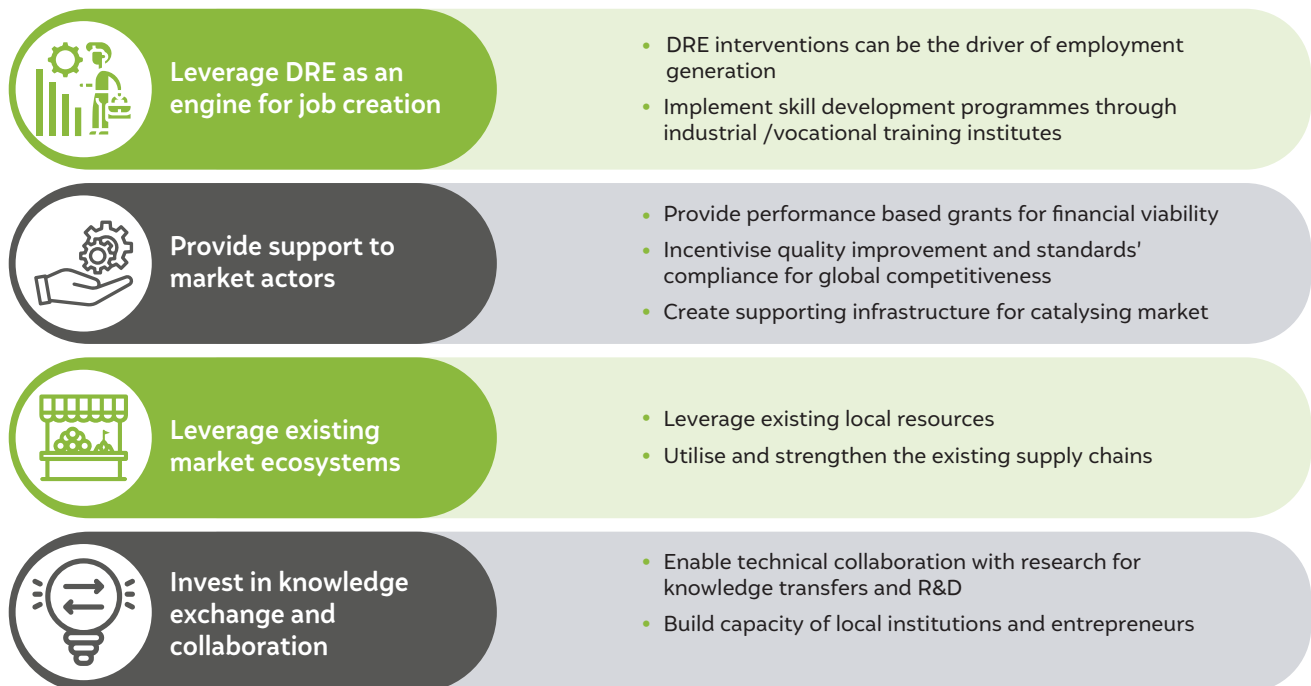 Leverage DRE as an
engine for job creation
• DRE interventions can be the driver of employment
generation
• Implement skill development programmes through
industrial /vocational training institutes
Provide support to
market actors
• Provide performance based grants for financial viability
• Incentivise quality improvement and standards'
compliance for global competitiveness
• Create supporting infrastructure for catalysing market
Leverage existing
market ecosystems
• Leverage existing local resources
• Utilise and strengthen the existing supply chains
Invest in knowledge
exchange and
collaboration
• Enable technical collaboration with research for
knowledge transfers and R&D
• Build capacity of local institutions and entrepreneurs